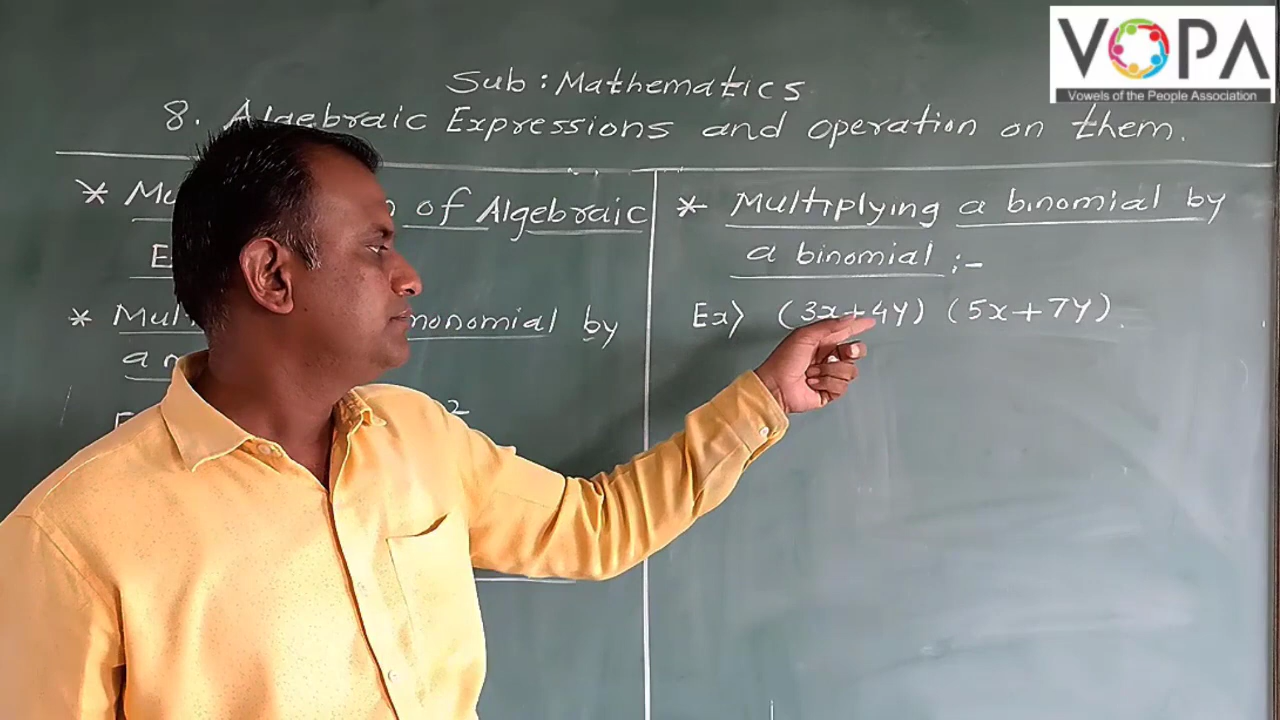 VOPA
Vowels of the People Association
Sub : Mathematics
8. Algebraic Expressions and operation on them.
* of Algebraic
* monomial by
a
2
* Multiplying a binomial by
a binomial :-
Ex) (3x+4y) (5x+7y).